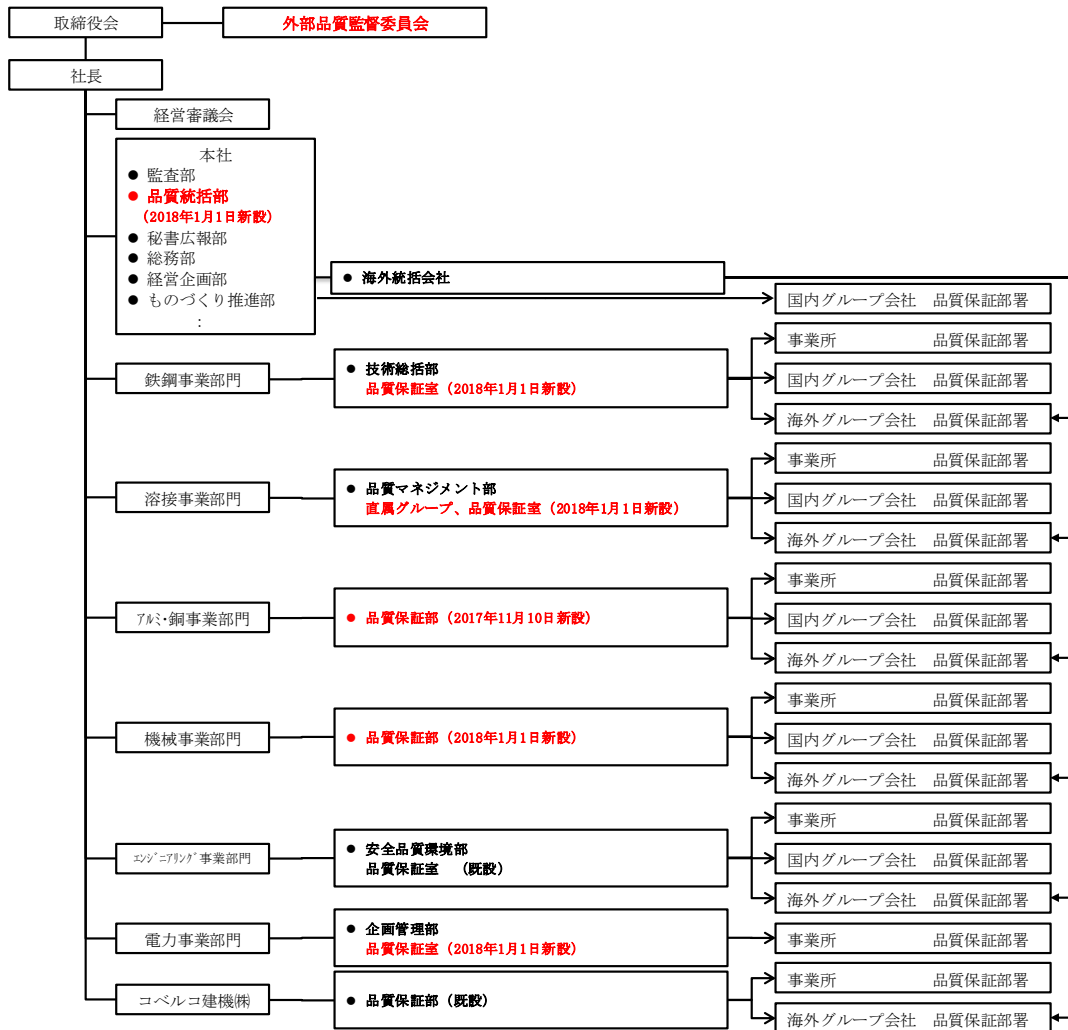 取締役会
外部品質監督委員会
社長
経営審議会
本社
● 監査部
● 品質統括部
(2018年1月1日新設)
● 秘書広報部
● 総務部
● 経営企画部
● ものづくり推進部
:
● 海外統括会社
国内グループ会社 品質保証部署
鉄鋼事業部門
● 技術総括部
品質保証室 (2018年1月1日新設)
事業所 品質保証部署
国内グループ会社 品質保証部署
海外グループ会社 品質保証部署
溶接事業部門
● 品質マネジメント部
直属グループ、品質保証室 (2018年1月1日新設)
事業所 品質保証部署
国内グループ会社 品質保証部署
海外グループ会社 品質保証部署
アルミ・銅事業部門
● 品質保証部 (2017年11月10日新設)
事業所 品質保証部署
国内グループ会社 品質保証部署
海外グループ会社 品質保証部署
機械事業部門
● 品質保証部 (2018年1月1日新設)
事業所 品質保証部署
国内グループ会社 品質保証部署
海外グループ会社 品質保証部署
エンジニアリング事業部門
● 安全品質環境部
品質保証室 (既設)
事業所 品質保証部署
国内グループ会社 品質保証部署
海外グループ会社 品質保証部署
電力事業部門
● 企画管理部
品質保証室 (2018年1月1日新設)
事業所 品質保証部署
コベルコ建機㈱
● 品質保証部 (既設)
事業所 品質保証部署
海外グループ会社 品質保証部署